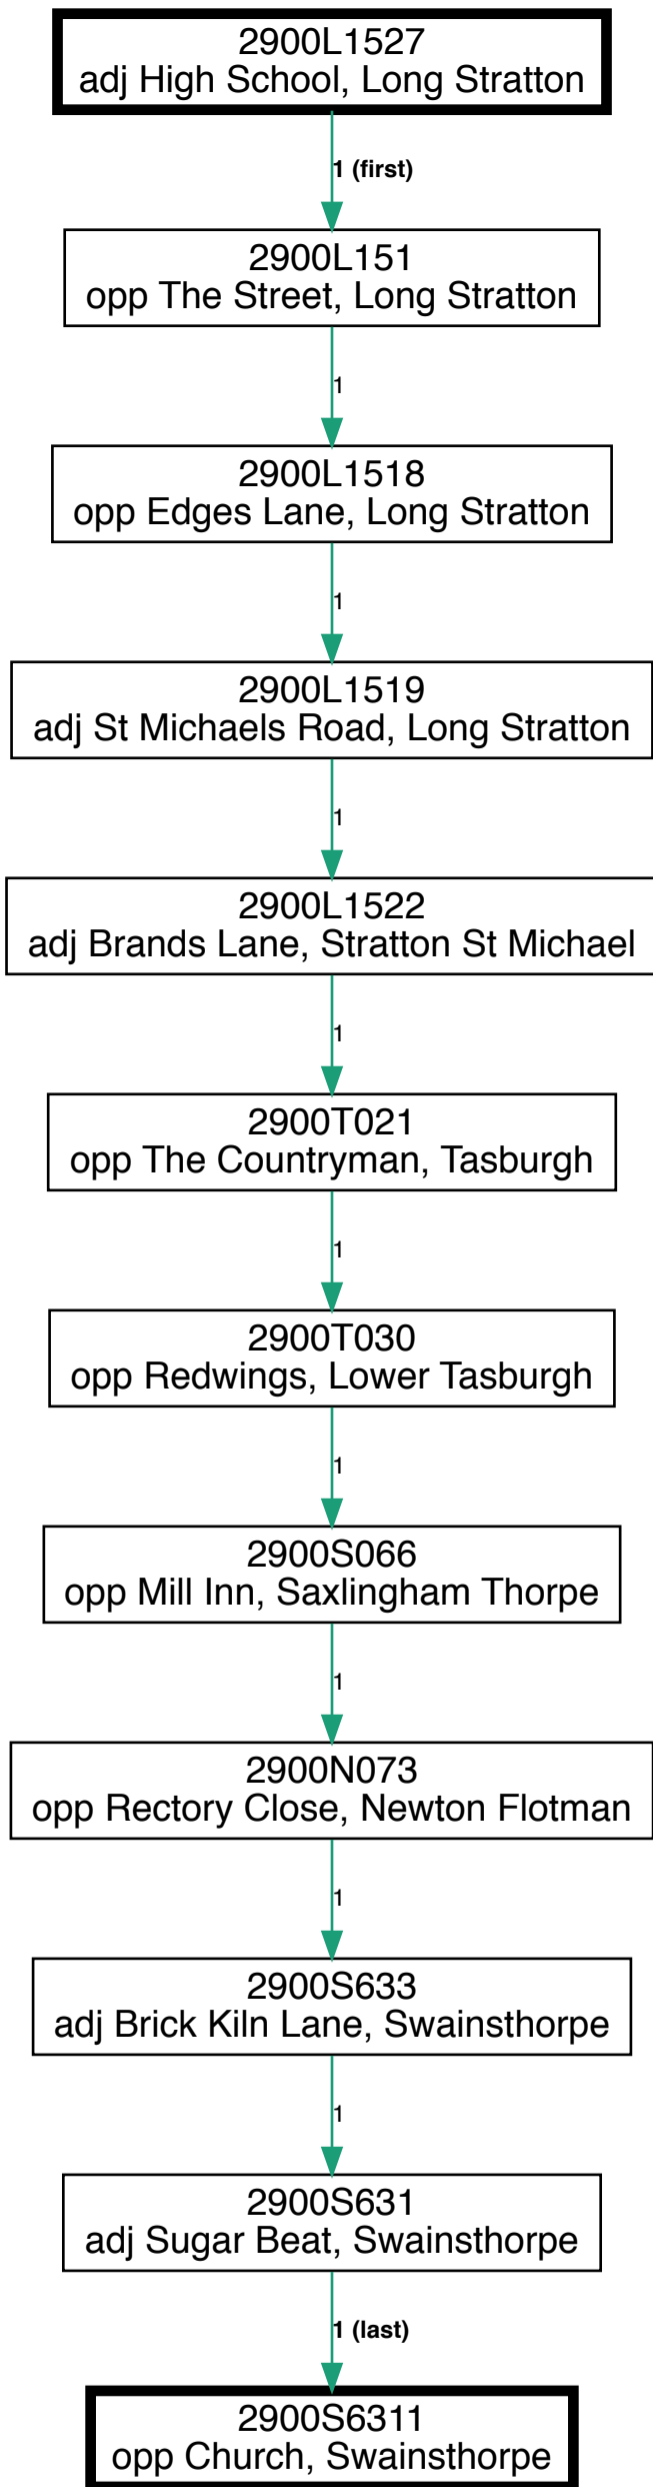 2900L1527
adj High School, Long Stratton
1 (first)
2900L151
opp The Street, Long Stratton
1
2900L1518
opp Edges Lane, Long Stratton
1
2900L1519
adj St Michaels Road, Long Stratton
1
2900L1522
adj Brands Lane, Stratton St Michael
1
2900T021
opp The Countryman, Tasburgh
1
2900T030
opp Redwings, Lower Tasburgh
1
2900S066
opp Mill Inn, Saxlingham Thorpe
1
2900N073
opp Rectory Close, Newton Flotman
1
2900S633
adj Brick Kiln Lane, Swainsthorpe
1
2900S631
adj Sugar Beat, Swainsthorpe
1 (last)
2900S6311
opp Church, Swainsthorpe